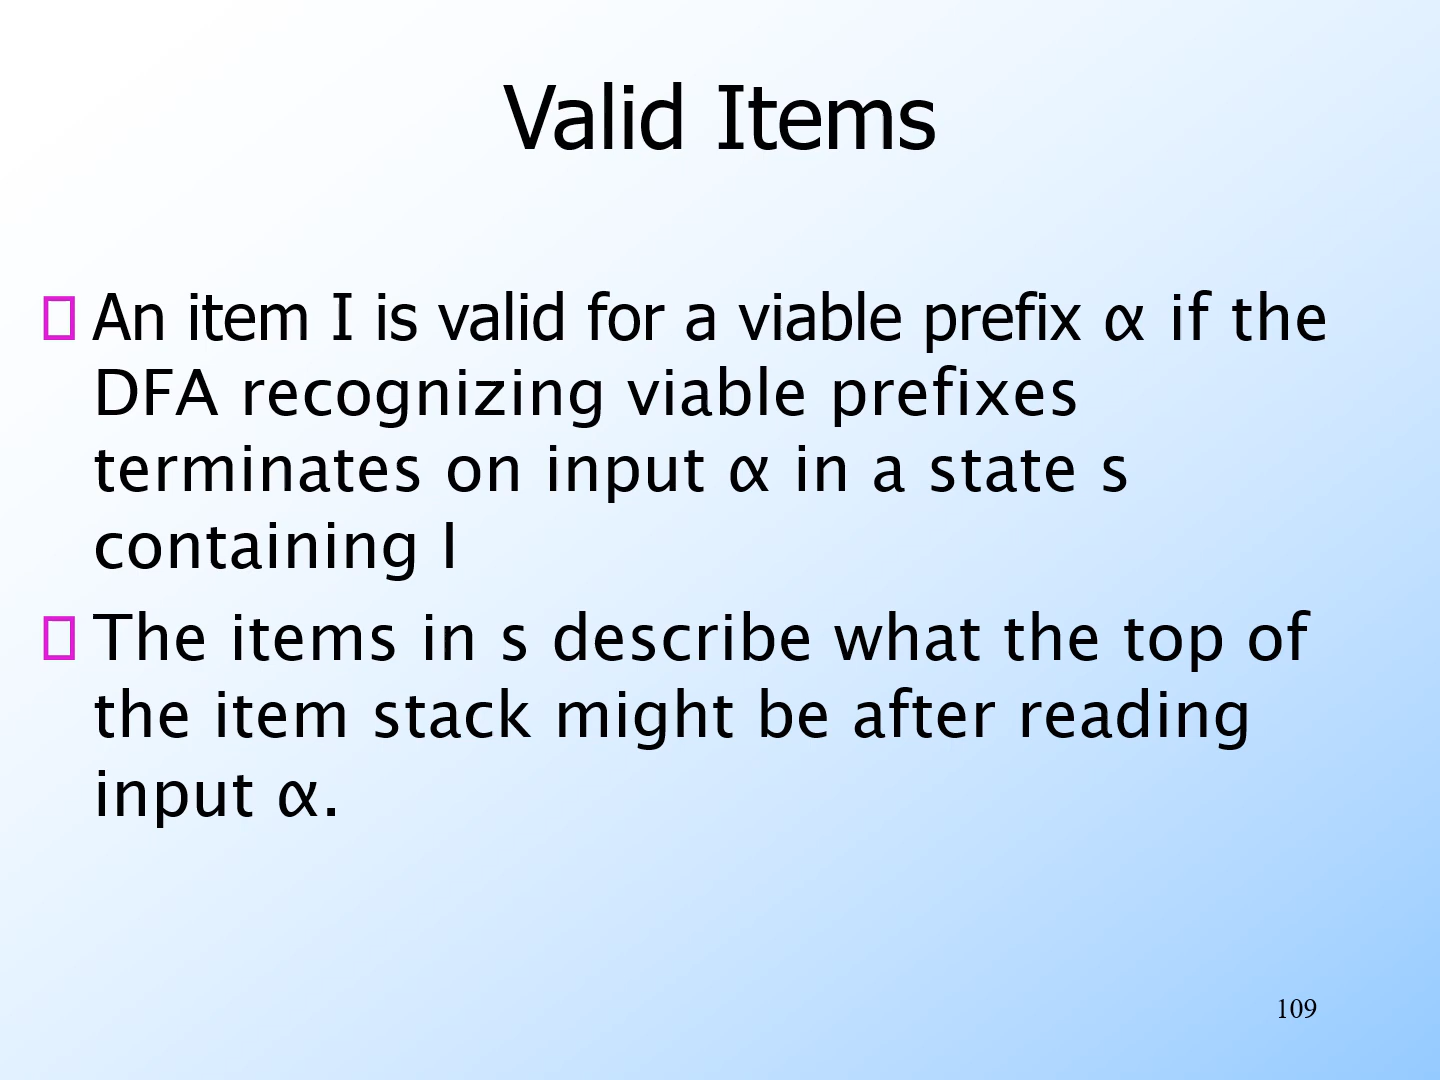 Valid Items
An item I is valid for a viable prefix α if the
DFA recognizing viable prefixes
terminates on input α in a state s
containing I
The items in s describe what the top of
the item stack might be after reading
input α.
109